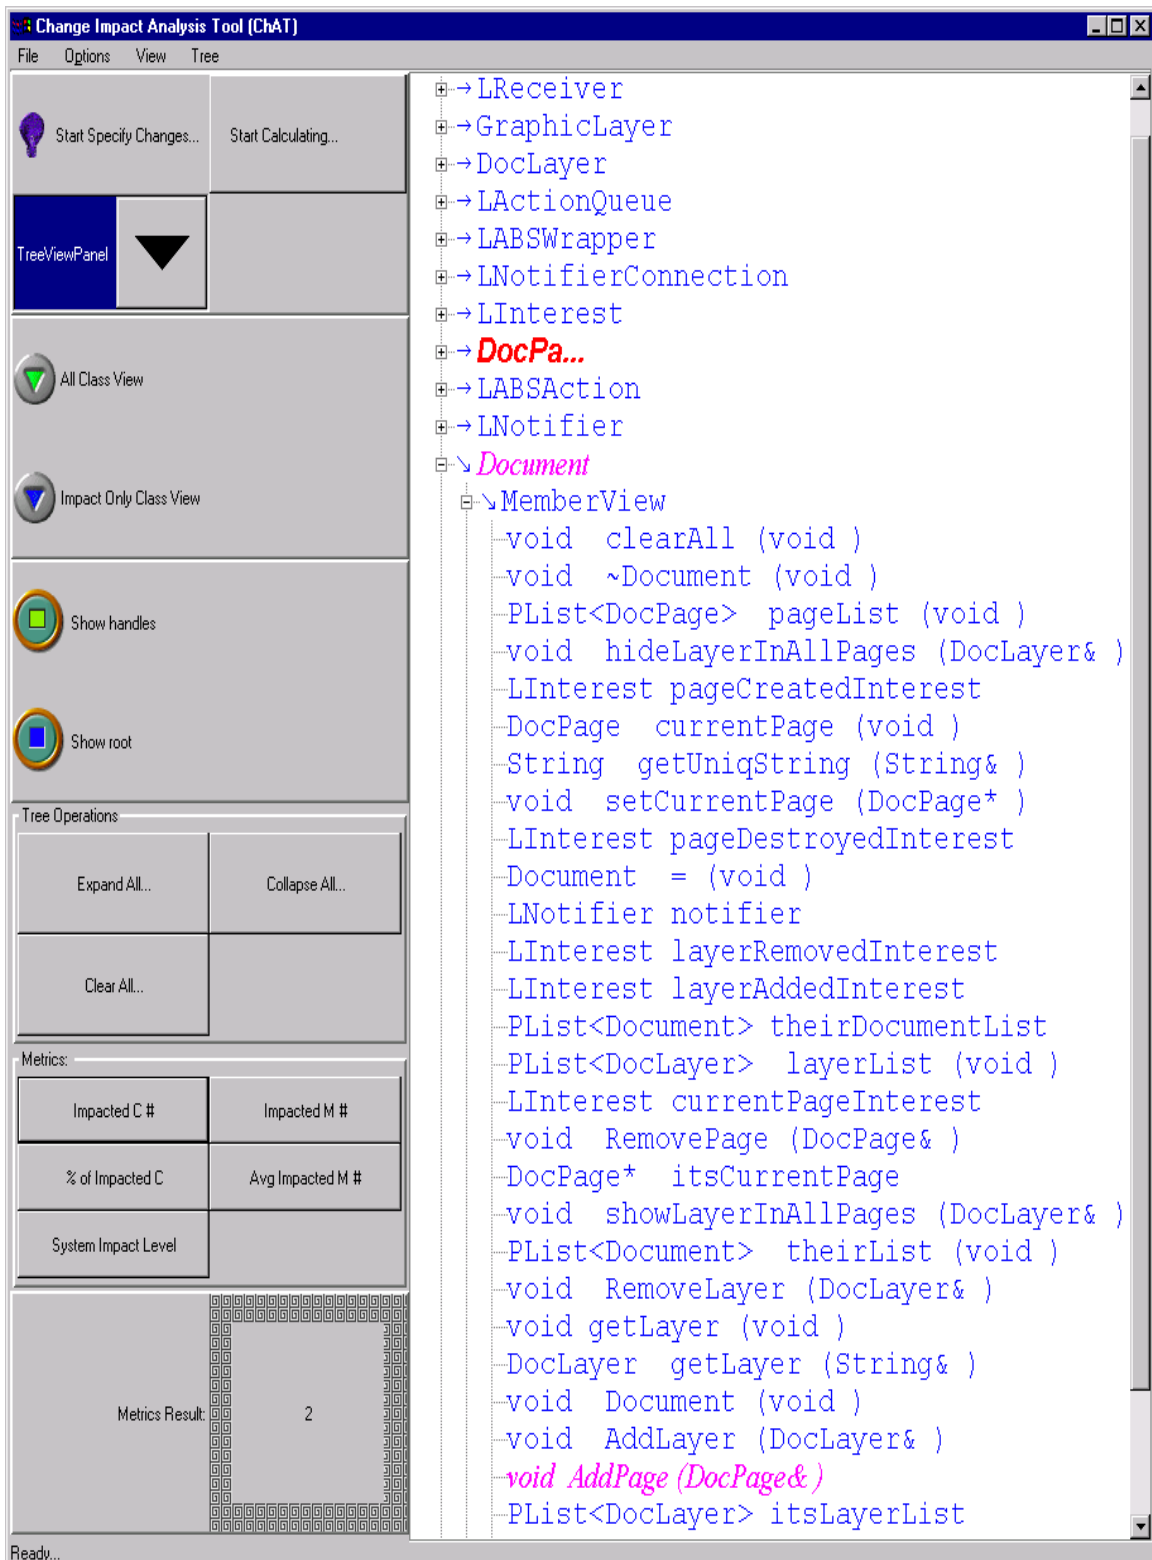 Change Impact Analysis Tool (ChAT)
File Options View Tree
Start Specify Changes...
Start Calculating...
TreeViewPanel
All Class View
Impact Only Class View
Show handles
Show root
Tree Operations
Expand All...
Collapse All...
Clear All...
Metrics:
Impacted C #
Impacted M #
% of Impacted C
Avg Impacted M #
System Impact Level
Metrics Result:
2
LReceiver
GraphicLayer
DocLayer
LActionQueue
LABSWrapper
LNotifierConnection
LInterest
DocPa...
LABSAction
LNotifier
Document
MemberView
void clearAll (void )
void ~Document (void )
PList<DocPage> pageList (void )
void hideLayerInAllPages (DocLayer& )
LInterest pageCreatedInterest
DocPage currentPage (void )
String getUniqString (String& )
void setCurrentPage (DocPage* )
LInterest pageDestroyedInterest
Document = (void )
LNotifier notifier
LInterest layerRemovedInterest
LInterest layerAddedInterest
PList<Document> theirDocumentList
PList<DocLayer> layerList (void )
LInterest currentPageInterest
void RemovePage (DocPage& )
DocPage* itsCurrentPage
void showLayerInAllPages (DocLayer& )
PList<Document> theirList (void )
void RemoveLayer (DocLayer& )
void getLayer (void )
DocLayer getLayer (String& )
void Document (void )
void AddLayer (DocLayer& )
void AddPage (DocPage& )
PList<DocLayer> itsLayerList
Ready...